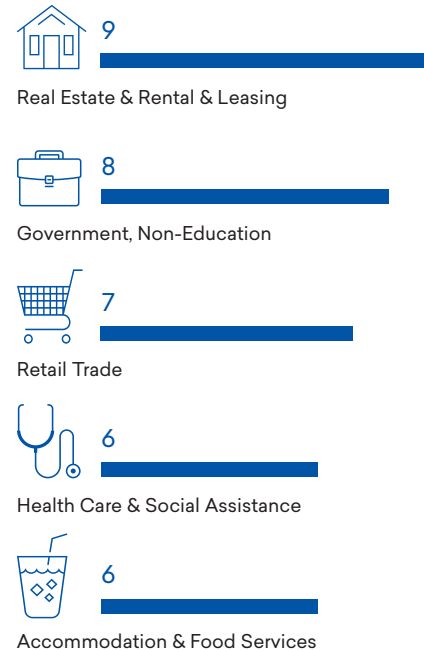 9
Real Estate & Rental & Leasing
8
Government, Non-Education
7
Retail Trade
6
Health Care & Social Assistance
6
Accommodation & Food Services